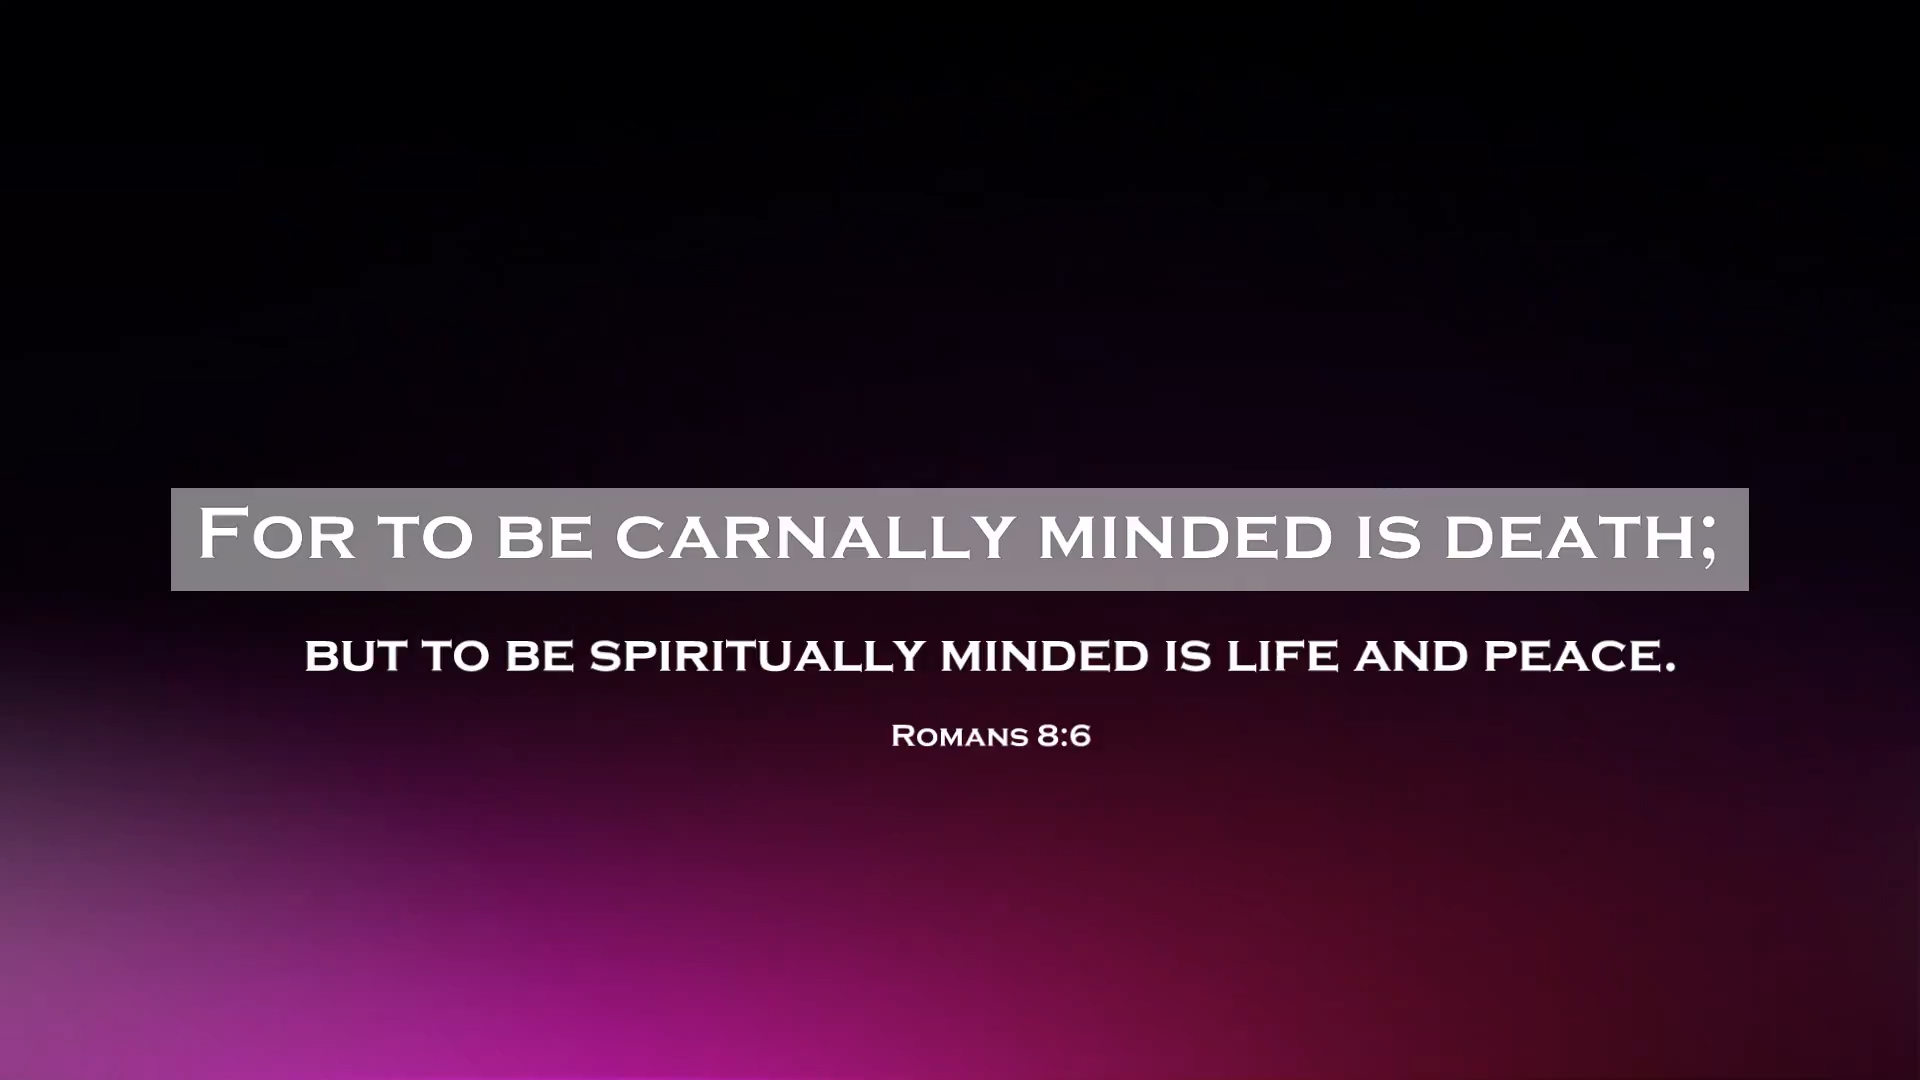 For to be carnally minded is death;
but to be spiritually minded is life and peace.
Romans 8:6